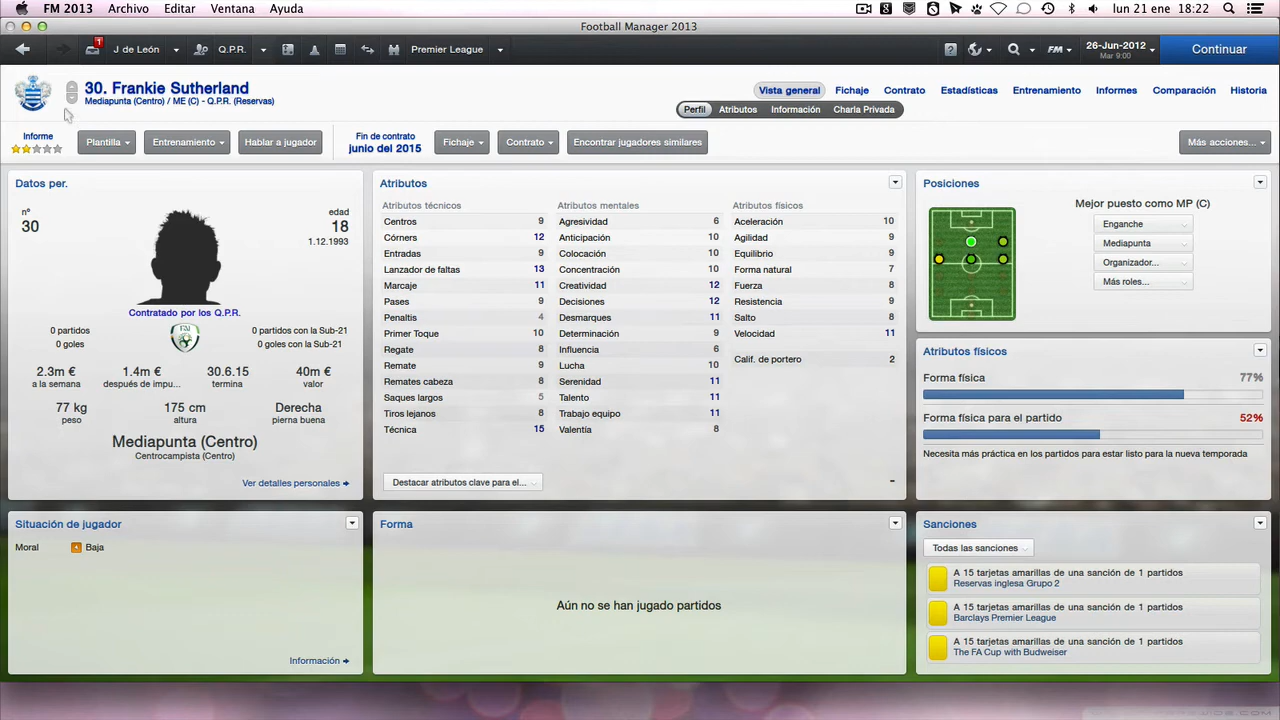 FM 2013 Archivo Editar Ventana Ayuda
lun 21 ene 18:22
Football Manager 2013
1
J de León
Q.P.R.
Premier League
?
FM
26-Jun-2012
Mar 9:00
Continuar
30. Frankie Sutherland
Mediapunta (Centro) / ME (C) - Q.P.R. (Reservas)
Vista general Fichaje Contrato Estadísticas Entrenamiento Informes Comparación Historia
Perfil Atributos Información Charla Privada
Informe
Plantilla
Entrenamiento
Hablar a jugador
Fin de contrato
junio del 2015
Fichaje
Contrato
Encontrar jugadores similares
Más acciones...
Datos per.
nº
30
edad
18
1.12.1993
Contratado por los Q.P.R.
0 partidos
0 goles
FAI
0 partidos con la Sub-21
0 goles con la Sub-21
2.3m €
a la semana
1.4m €
después de impu...
30.6.15
termina
40m €
valor
77 kg
peso
175 cm
altura
Derecha
pierna buena
Mediapunta (Centro)
Centrocampista (Centro)
Ver detalles personales
Atributos
Atributos técnicos
Centros 9
Córners 12
Entradas 9
Lanzador de faltas 13
Marcaje 11
Pases 9
Penaltis 4
Primer Toque 10
Regate 8
Remate 9
Remates cabeza 8
Saques largos 5
Tiros lejanos 8
Técnica 15
Atributos mentales
Agresividad 6
Anticipación 10
Colocación 10
Concentración 10
Creatividad 12
Decisiones 12
Desmarques 11
Determinación 9
Influencia 6
Lucha 10
Serenidad 11
Talento 11
Trabajo equipo 11
Valentía 8
Atributos físicos
Aceleración 10
Agilidad 9
Equilibrio 9
Forma natural 7
Fuerza 8
Resistencia 9
Salto 8
Velocidad 11
Calif. de portero 2
Destacar atributos clave para el...
-
Posiciones
Mejor puesto como MP (C)
Enganche
Mediapunta
Organizador...
Más roles...
Atributos físicos
Forma física 77%
Forma física para el partido 52%
Necesita más práctica en los partidos para estar listo para la nueva temporada
Situación de jugador
Moral Baja
Información
Forma
Aún no se han jugado partidos
Sanciones
Todas las sanciones
A 15 tarjetas amarillas de una sanción de 1 partidos
Reservas inglesa Grupo 2
A 15 tarjetas amarillas de una sanción de 1 partidos
Barclays Premier League
A 15 tarjetas amarillas de una sanción de 1 partidos
The FA Cup with Budweiser